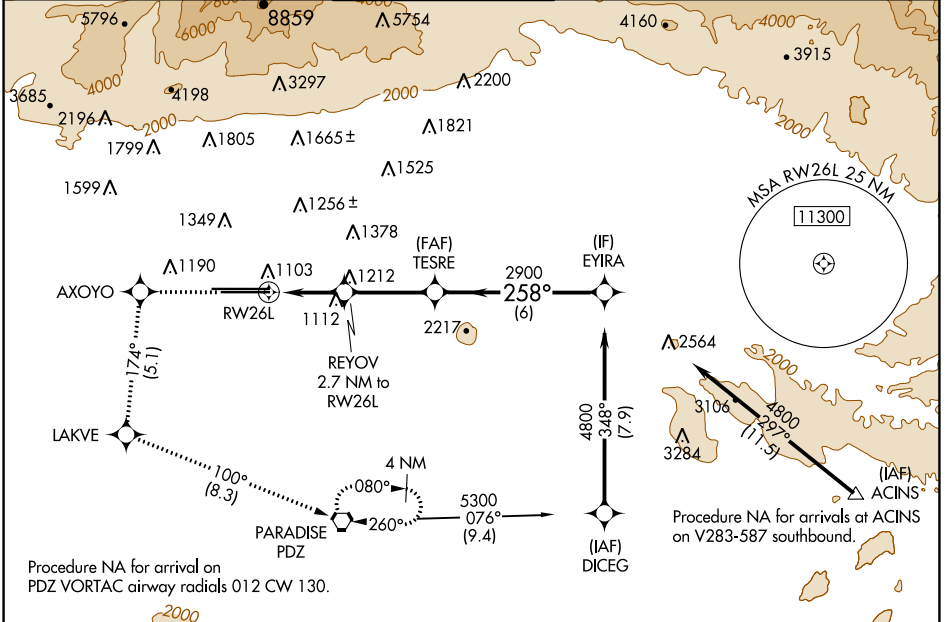 5796
6000
8859
4000
5754
4160
4000
3915
3685
4000
4198
3297
2000
2200
2196
2000
1799
1805
1665 ±
1821
2000
1525
1599
1256 ±
1349
1378
MSA RW26L 25 NM
11300
(FAF)
TESRE
(IF)
EYIRA
1190
1103
1212
2900
258°
(6)
AXOYO
RW26L
1112
2217
REYOV
2.7 NM to
RW26L
174°
(5.1)
2564
2000
3106
4800
297°
(11.5)
3284
4800
348°
(7.9)
LAKVE
100°
(8.3)
4 NM
080°
260°
5300
076°
(9.4)
PARADISE
PDZ
(IAF)
DICEG
(IAF)
ACINS
Procedure NA for arrivals at ACINS
on V283-587 southbound.
Procedure NA for arrival on
PDZ VORTAC airway radials 012 CW 130.
2000